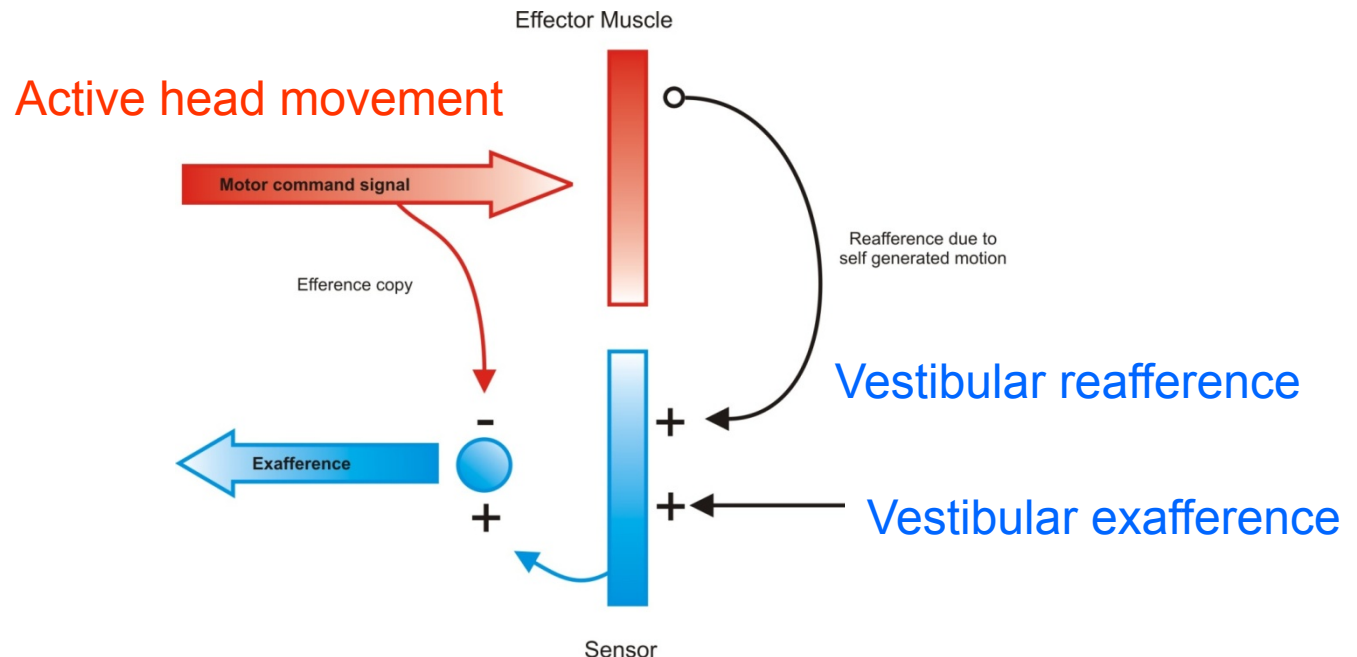 Effector Muscle
Active head movement
Motor command signal
Reafference due to
self generated motion
Efference copy
Vestibular reafference
-
+
Exafference
+
+
Vestibular exafference
Sensor